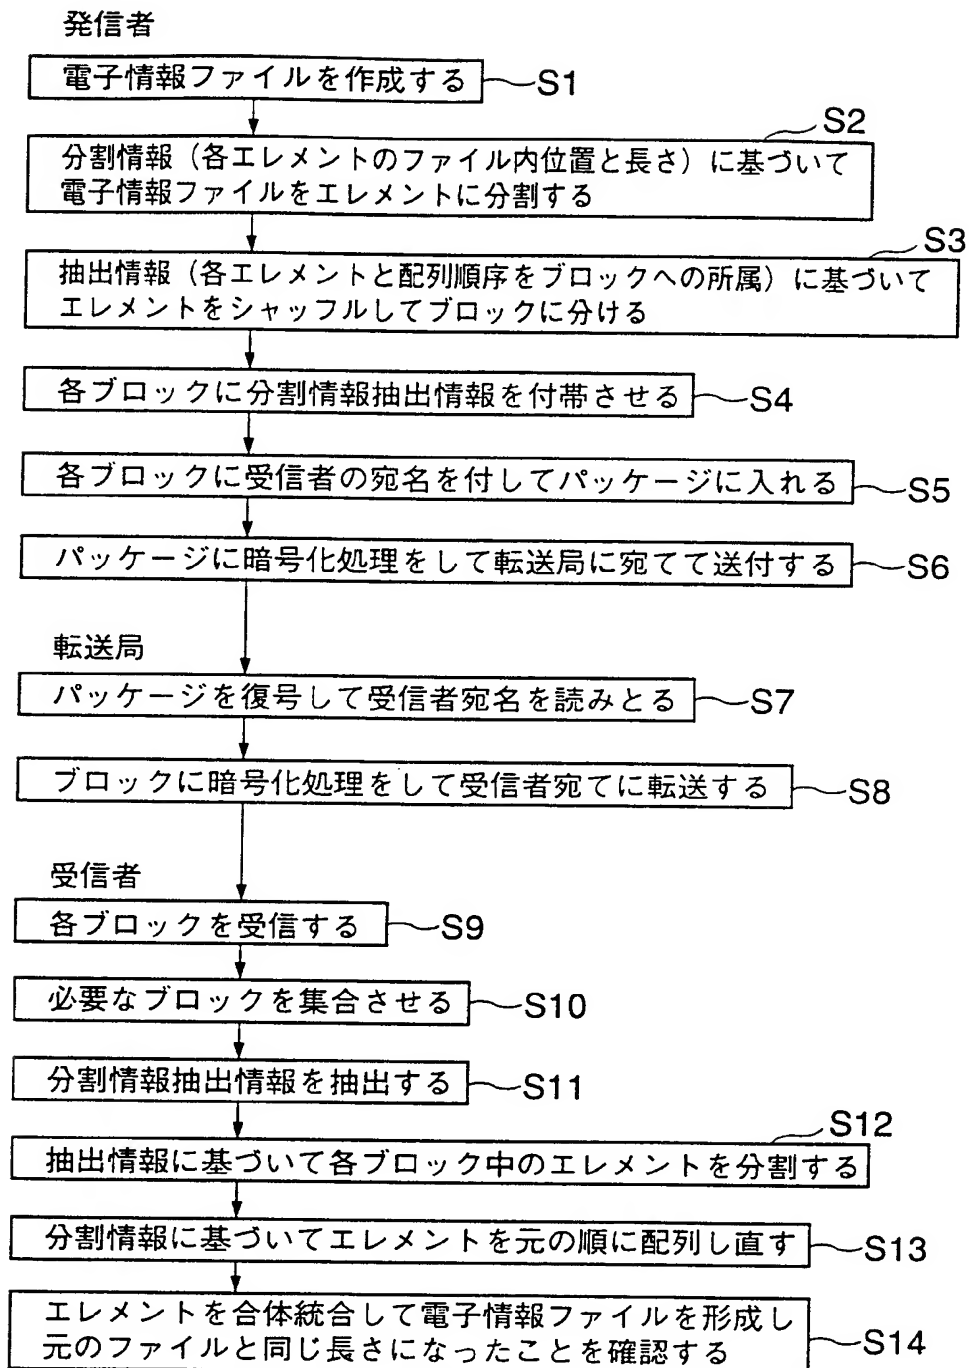 発信者
電子情報ファイルを作成する
S1
S2
分割情報（各エレメントのファイル内位置と長さ）に基づいて
電子情報ファイルをエレメントに分割する
S3
抽出情報（各エレメントと配列順序をブロックへの所属）に基づいて
エレメントをシャッフルしてブロックに分ける
各ブロックに分割情報抽出情報を付帯させる
S4
各ブロックに受信者の宛名を付してパッケージに入れる
S5
パッケージに暗号化処理をして転送局に宛てて送付する
S6
転送局
パッケージを復号して受信者宛名を読みとる
S7
ブロックに暗号化処理をして受信者宛てに転送する
S8
受信者
各ブロックを受信する
S9
必要なブロックを集合させる
S10
分割情報抽出情報を抽出する
S11
S12
抽出情報に基づいて各ブロック中のエレメントを分割する
分割情報に基づいてエレメントを元の順に配列し直す
S13
エレメントを合体統合して電子情報ファイルを形成し
元のファイルと同じ長さになったことを確認する
S14